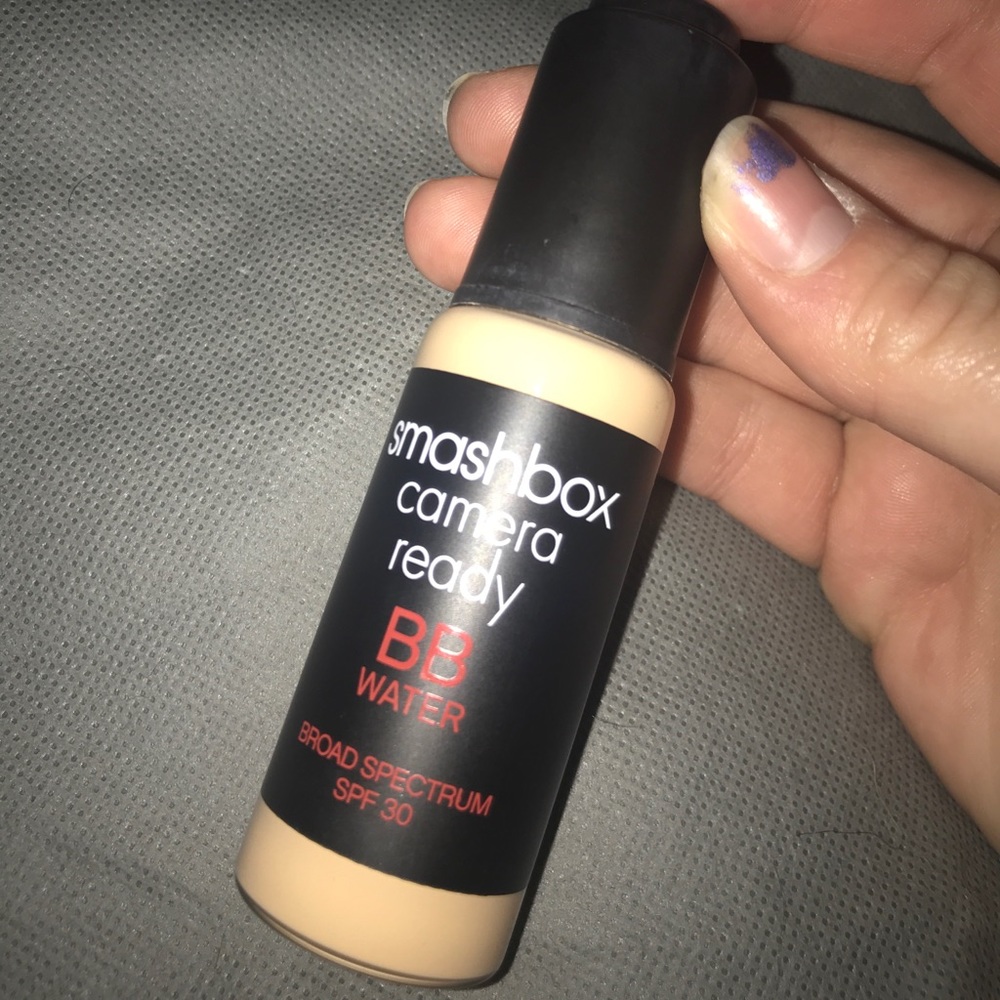 smashbox
camera
ready
BB
WATER
BROAD SPECTRUM
SPF 30